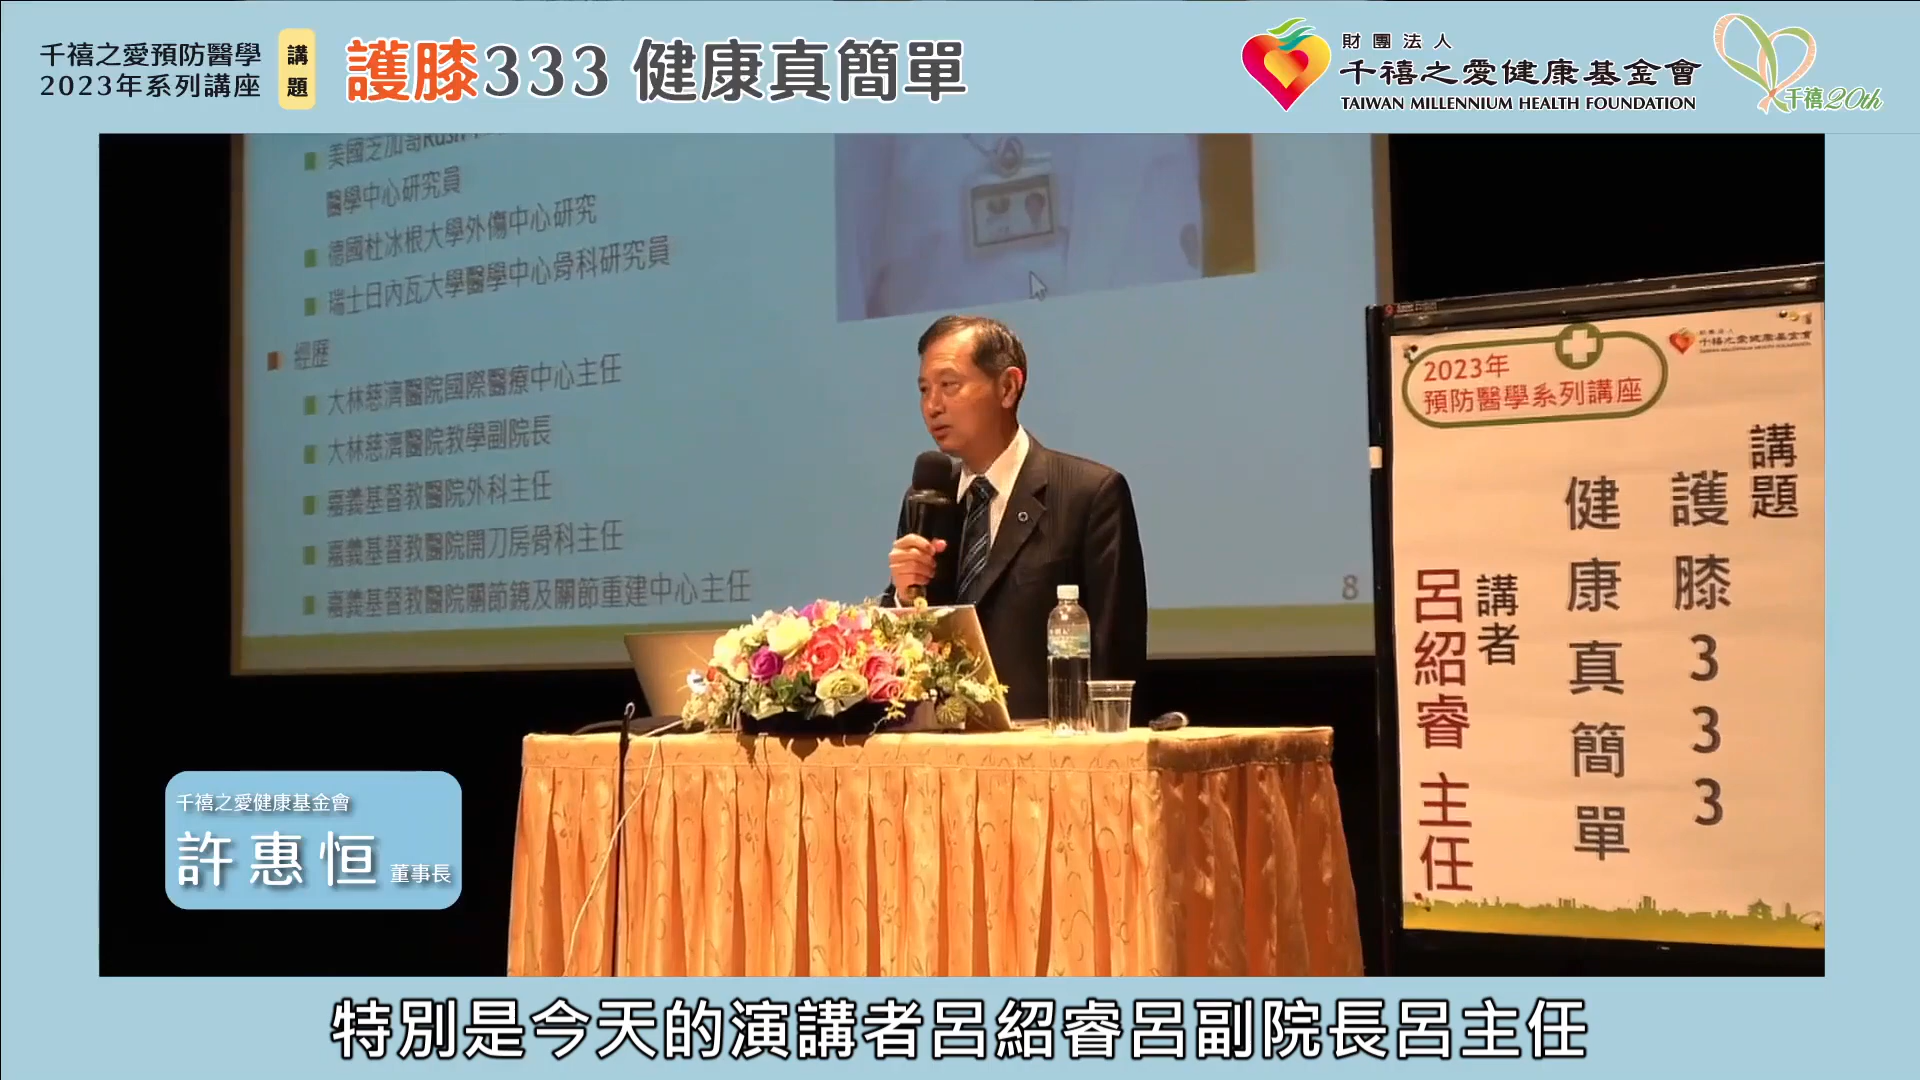 千禧之愛預防醫學
2023年系列講座
講題
護膝333 健康真簡單
財團法人
千禧之愛健康基金會
TAIWAN MILLENNIUM HEALTH FOUNDATION
千禧20th
美國芝加哥Rush
醫學中心研究員
德國杜冰根大學外傷中心研究
瑞士日內瓦大學醫學中心骨科研究員
經歷
大林慈濟醫院國際醫療中心主任
大林慈濟醫院教學副院長
嘉義基督教醫院外科主任
嘉義基督教醫院開刀房骨科主任
嘉義基督教醫院關節鏡及關節重建中心主任
8
2023年
預防醫學系列講座
千禧之愛健康基金會
講題
護膝333
健康真簡單
講者
呂紹睿 主任
千禧之愛健康基金會
許惠恒 董事長
特別是今天的演講者呂紹睿呂副院長呂主任